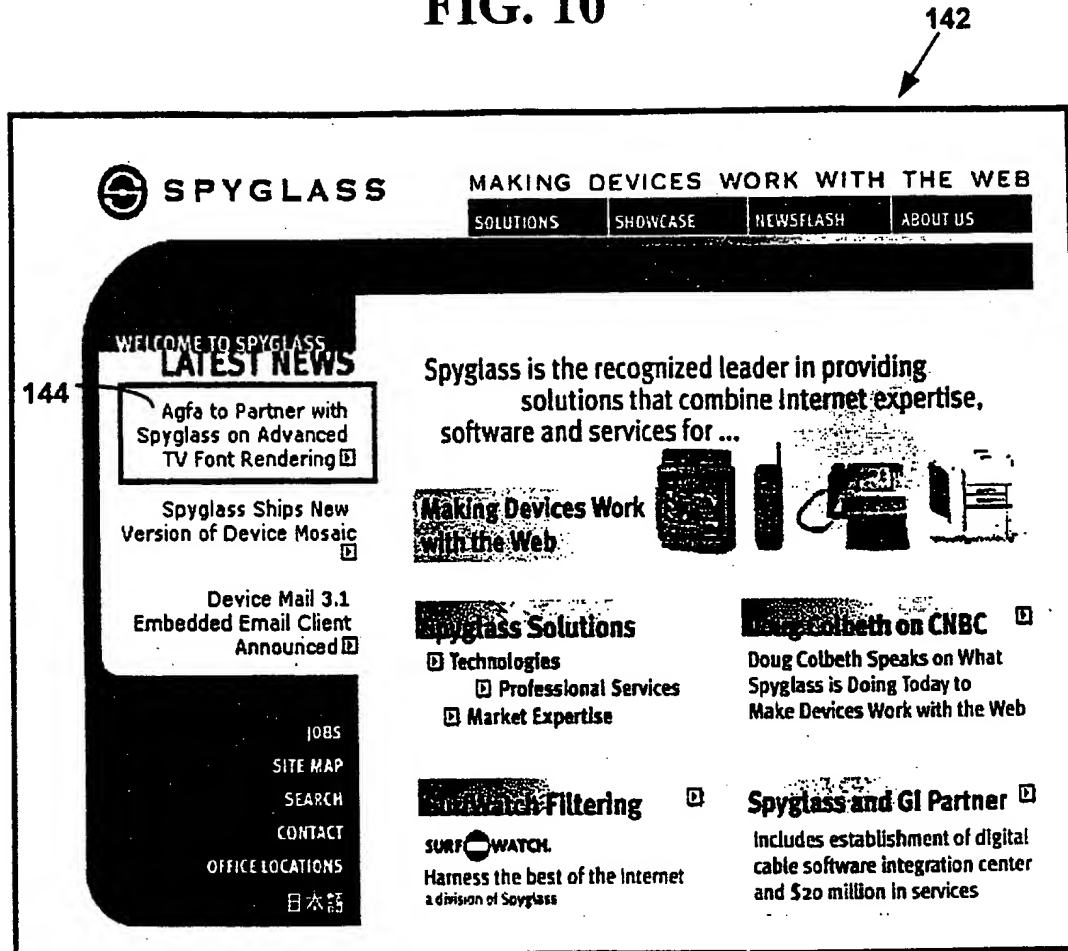 FIG. 10
142
SPYGLASS
MAKING DEVICES WORK WITH THE WEB
SOLUTIONS
SHOWCASE
NEWSFLASH
ABOUT US
WELCOME TO SPYGLASS
LATEST NEWS
144
Agfa to Partner with
Spyglass on Advanced
TV Font Rendering
Spyglass Ships New
Version of Device Mosaic
Device Mail 3.1
Embedded Email Client
Announced
JOBS
SITE MAP
SEARCH
CONTACT
OFFICE LOCATIONS
日本語
Spyglass is the recognized leader in providing
solutions that combine Internet expertise,
software and services for ...
Making Devices Work
with the Web
Spyglass Solutions
Technologies
Professional Services
Market Expertise
Doug Colbeth on CNBC
Doug Colbeth Speaks on What
Spyglass is Doing Today to
Make Devices Work with the Web
SurfWatch Filtering
SURF WATCH.
Harness the best of the Internet
a division of Spyglass
Spyglass and GI Partner
Includes establishment of digital
cable software integration center
and $20 million in services